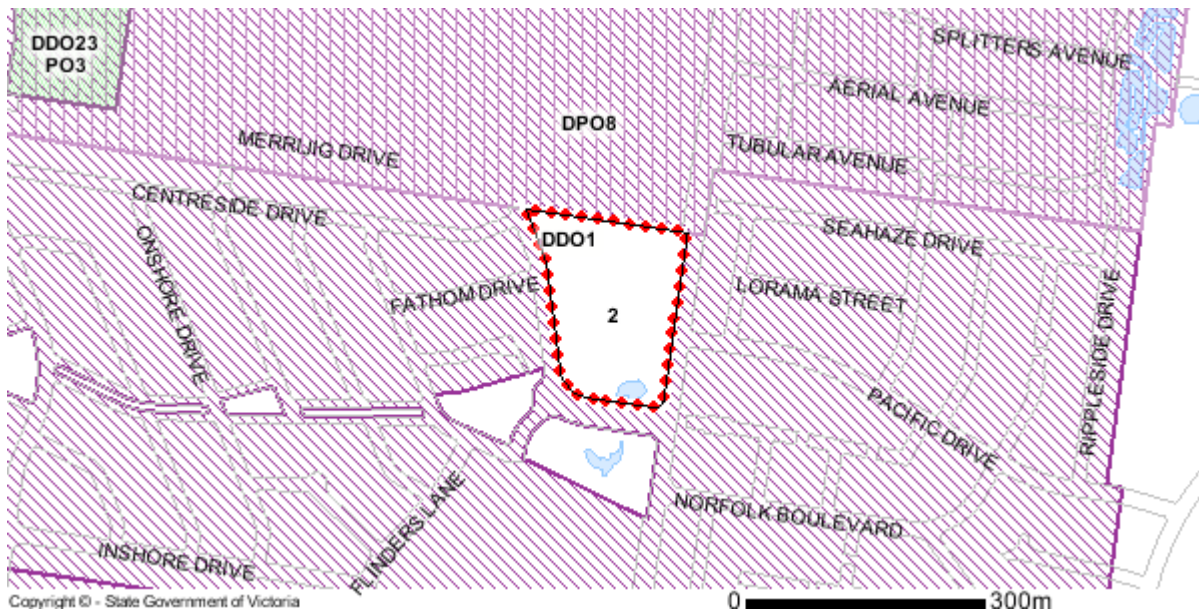 DDO23
PO3
SPLITTERS AVENUE
AERIAL AVENUE
DPO8
MERRIJIG DRIVE
TUBULAR AVENUE
CENTRESIDE DRIVE
SEAHAZE DRIVE
DDO1
ONSHORE DRIVE
FATHOM DRIVE
LORAMA STREET
2
RIPPLESIDE DRIVE
PACIFIC DRIVE
FLINDERS LANE
NORFOLK BOULEVARD
INSHORE DRIVE
Copyright © - State Government of Victoria
0 300m